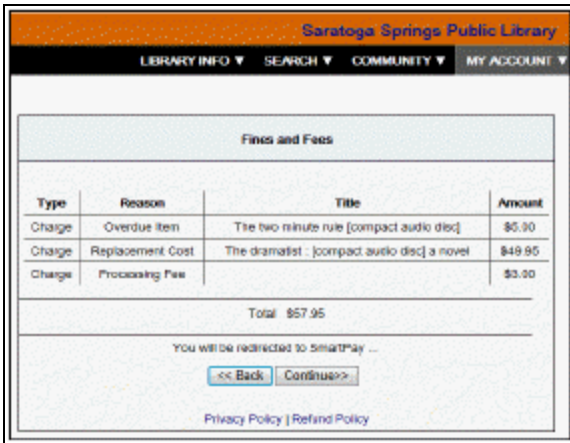 Saratoga Springs Public Library
LIBRARY INFO ▼ SEARCH ▼ COMMUNITY ▼ MY ACCOUNT ▼
Fines and Fees
Type Reason Title Amount
Charge Overdue Item The two minute rule [compact audio disc] $5.00
Charge Replacement Cost The dramatist : [compact audio disc] a novel $49.95
Charge Processing Fee $3.00
Total $57.95
You will be redirected to SmartPay ...
<< Back Continue>>
Privacy Policy | Refund Policy